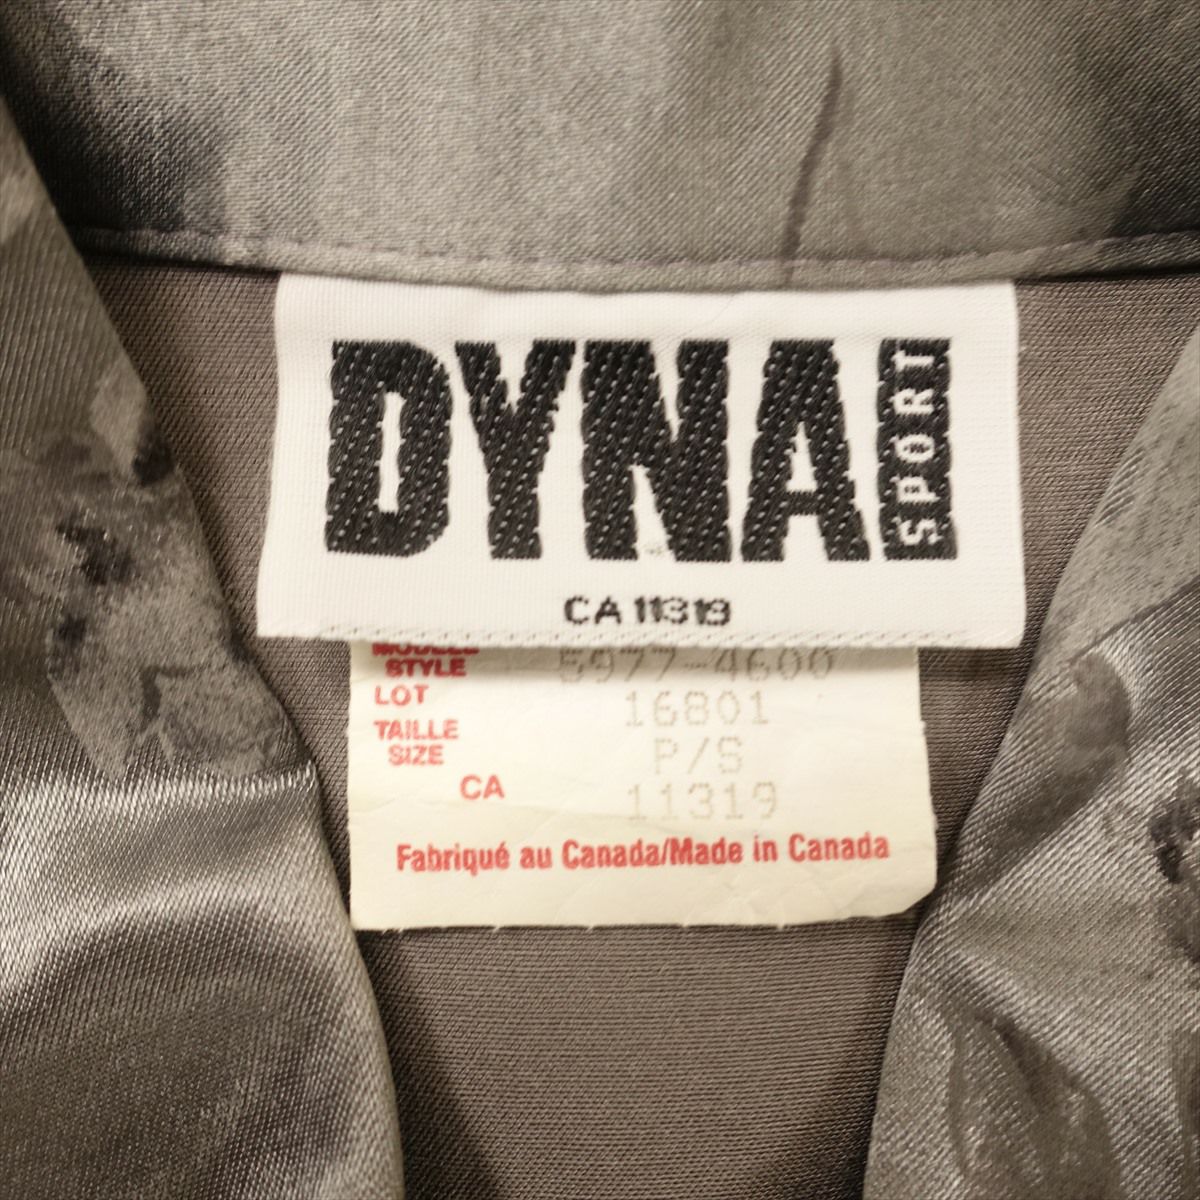 DYNA SPORT
CA 11319
MODÈLE
STYLE 5977-4600
LOT 16801
TAILLE
SIZE P/S
CA 11319
Fabriqué au Canada/Made in Canada